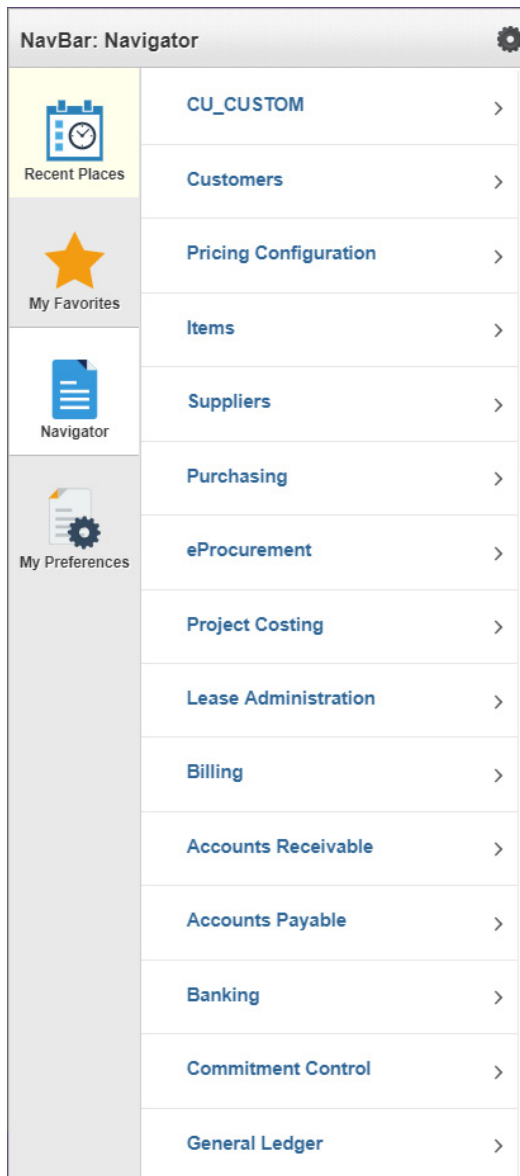 NavBar: Navigator
Recent Places
My Favorites
Navigator
My Preferences
CU_CUSTOM
Customers
Pricing Configuration
Items
Suppliers
Purchasing
eProcurement
Project Costing
Lease Administration
Billing
Accounts Receivable
Accounts Payable
Banking
Commitment Control
General Ledger